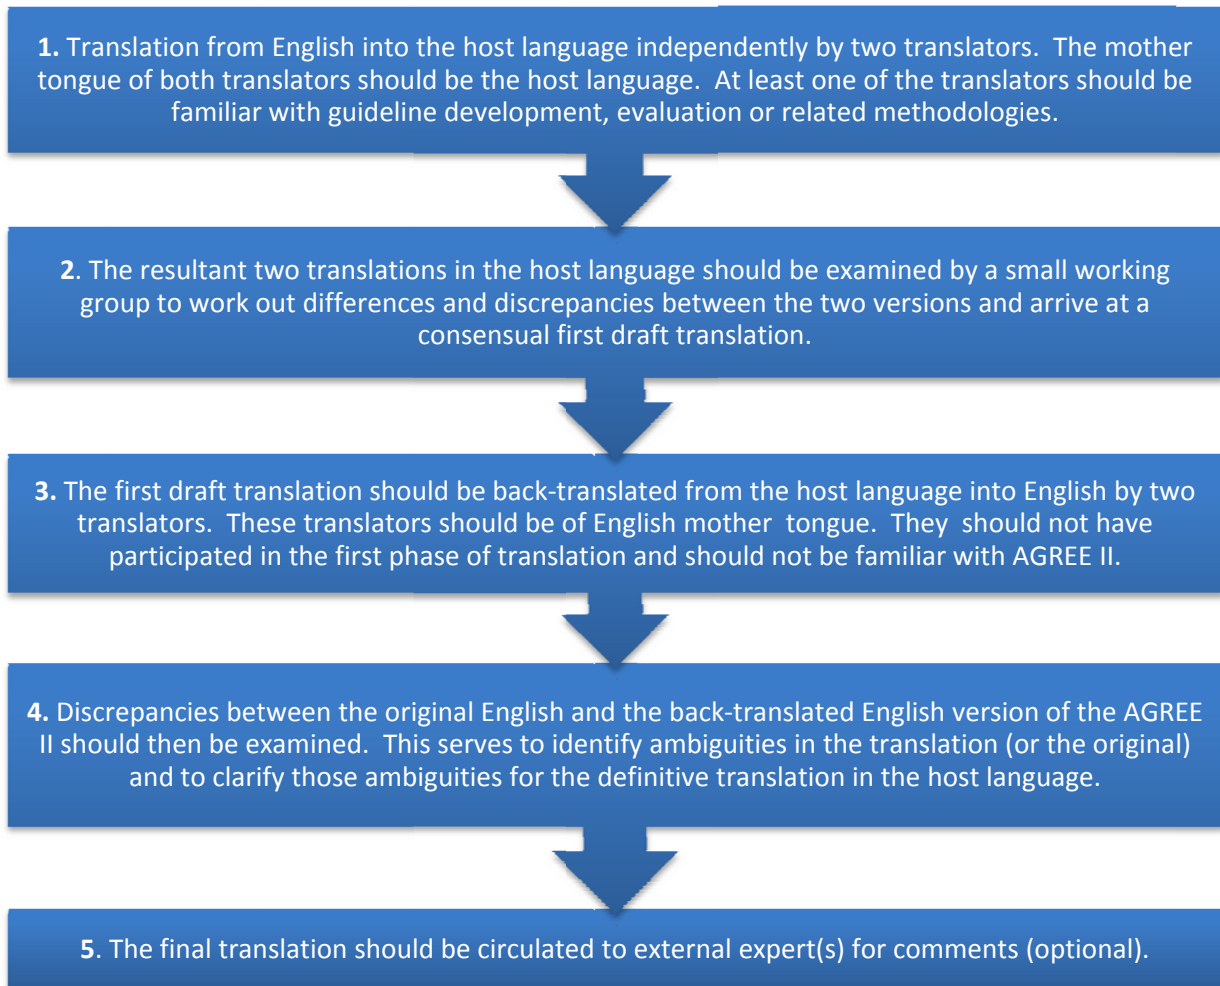 1. Translation from English into the host language independently by two translators.  The mother
tongue of both translators should be the host language.  At least one of the translators should be
familiar with guideline development, evaluation or related methodologies.
2. The resultant two translations in the host language should be examined by a small working
group to work out differences and discrepancies between the two versions and arrive at a
consensual first draft translation.
3. The first draft translation should be back-translated from the host language into English by two
translators.  These translators should be of English mother  tongue.  They  should not have
participated in the first phase of translation and should not be familiar with AGREE II.
4. Discrepancies between the original English and the back-translated English version of the AGREE
II should then be examined.  This serves to identify ambiguities in the translation (or the original)
and to clarify those ambiguities for the definitive translation in the host language.
5. The final translation should be circulated to external expert(s) for comments (optional).